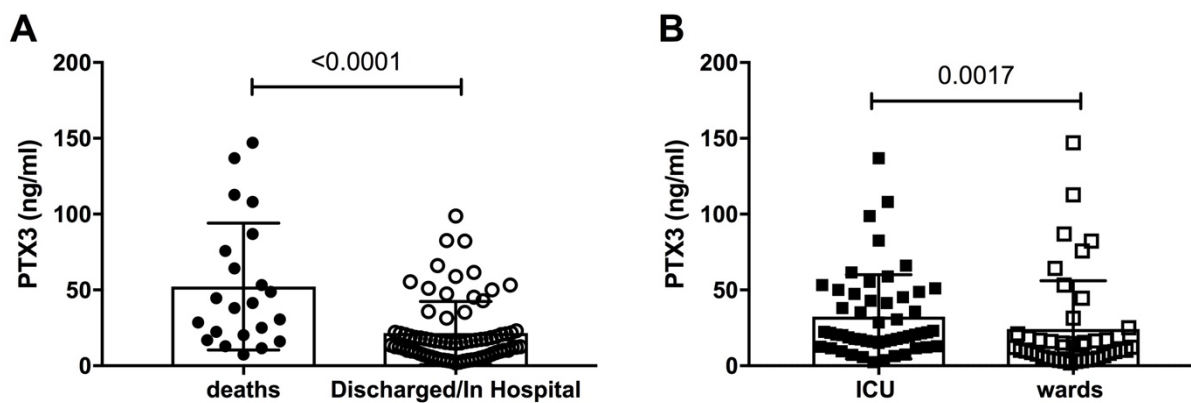 A
<0.0001
PTX3 (ng/ml)
200
150
100
50
0
deaths
Discharged/In Hospital
B
0.0017
PTX3 (ng/ml)
200
150
100
50
0
ICU
wards